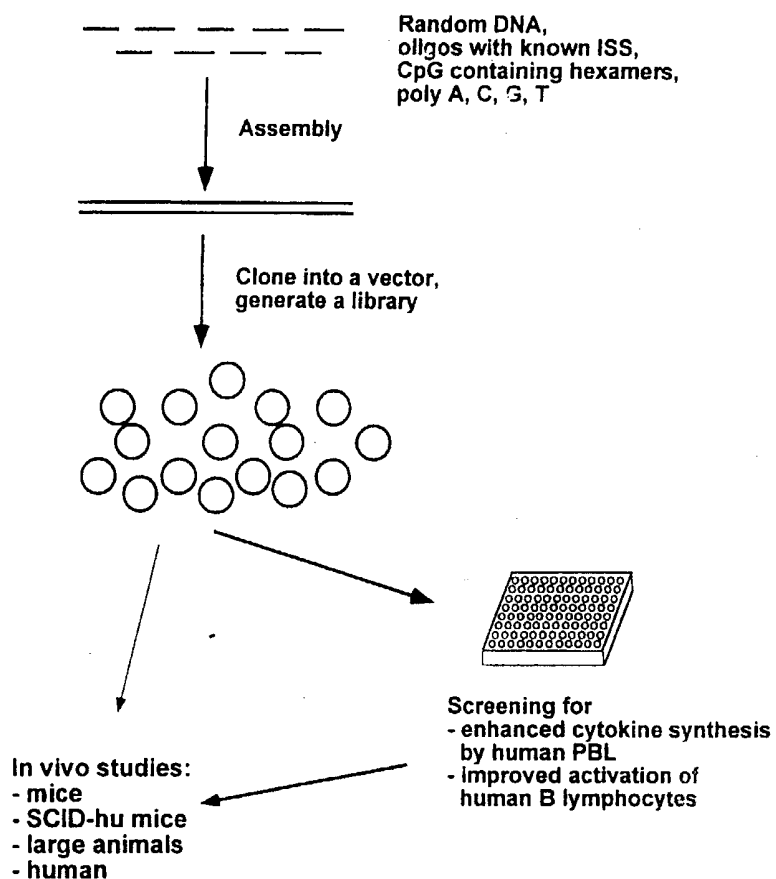 Random DNA,
oligos with known ISS,
CpG containing hexamers,
poly A, C, G, T
Assembly
Clone into a vector,
generate a library
Screening for
- enhanced cytokine synthesis
by human PBL
- improved activation of
human B lymphocytes
In vivo studies:
- mice
- SCID-hu mice
- large animals
- human